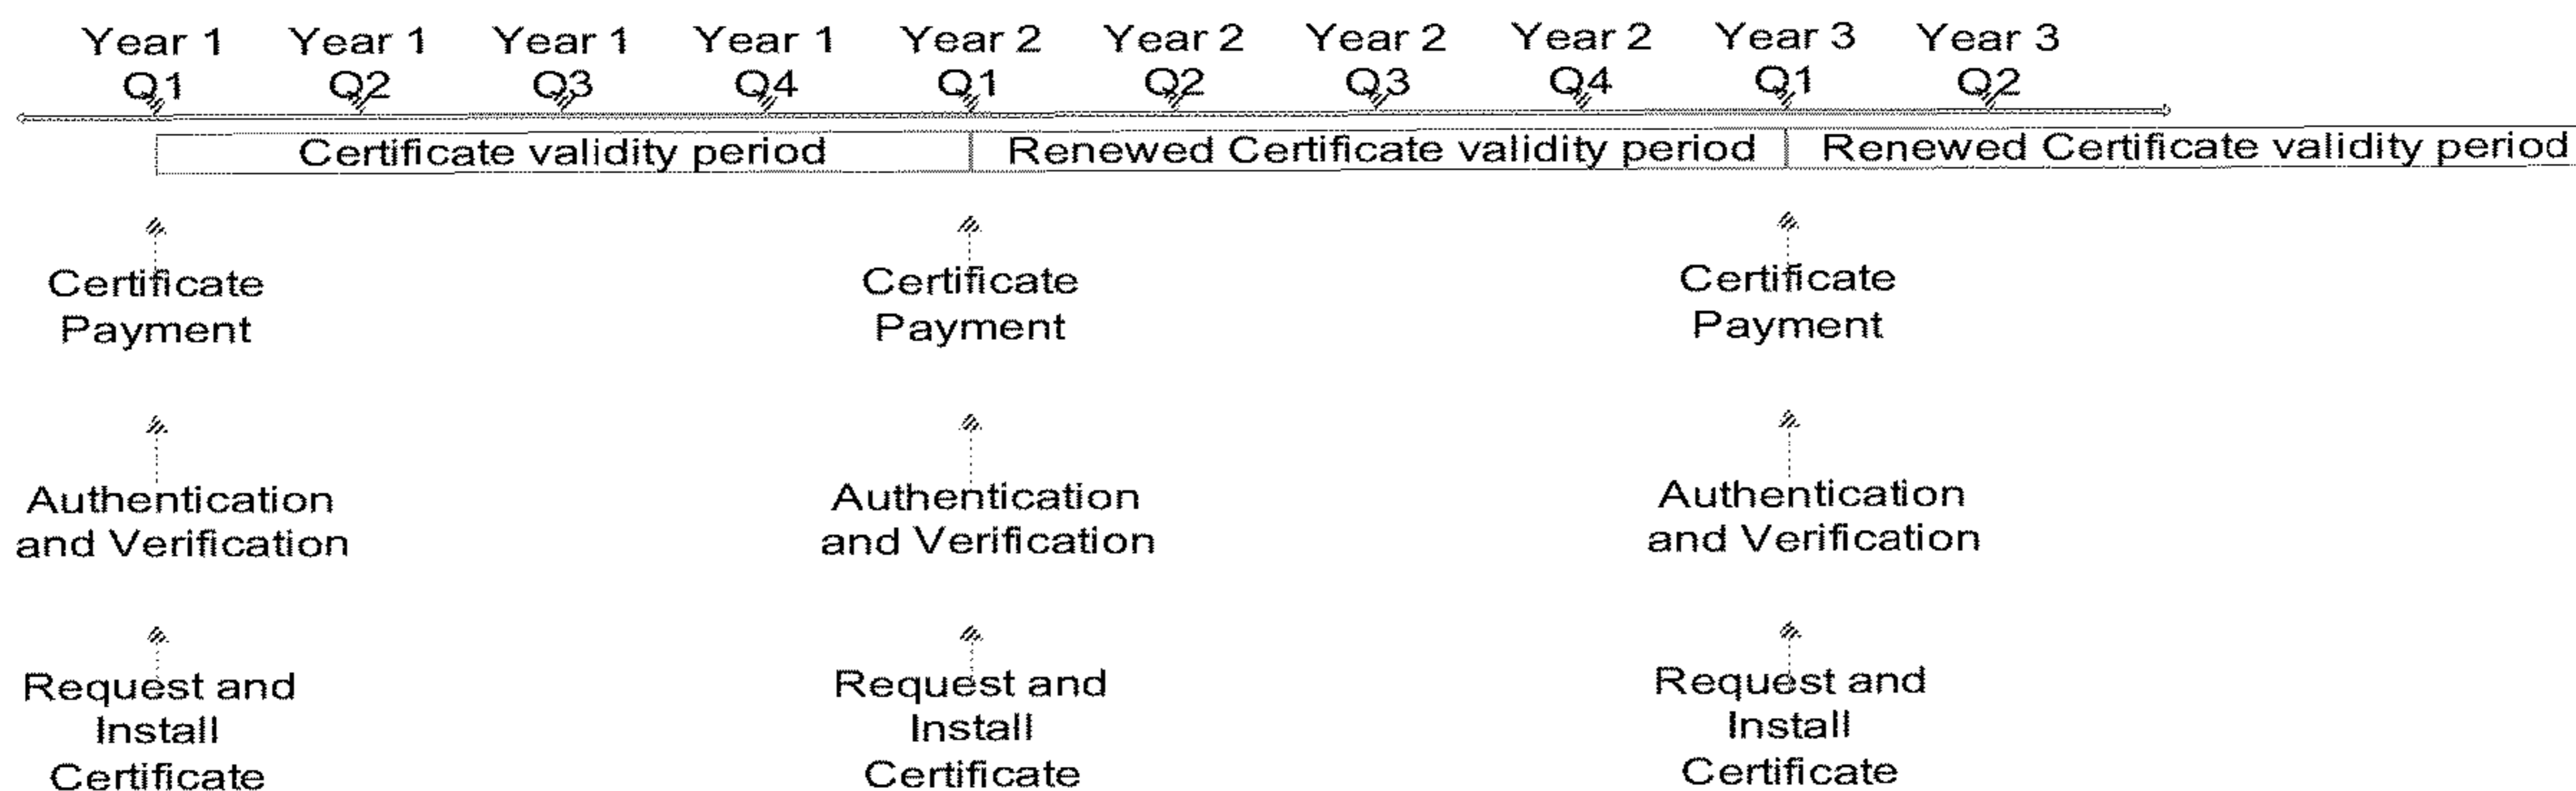 Year 1 Year 1 Year 1 Year 1 Year 2 Year 2 Year 2 Year 2 Year 3 Year 3
Q1 Q2 Q3 Q4 Q1 Q2 Q3 Q4 Q1 Q2
Certificate validity period Renewed Certificate validity period Renewed Certificate validity period
Certificate Certificate Certificate
Payment Payment Payment
Authentication Authentication Authentication
and Verification and Verification and Verification
Request and Request and Request and
Install Install Install
Certificate Certificate Certificate